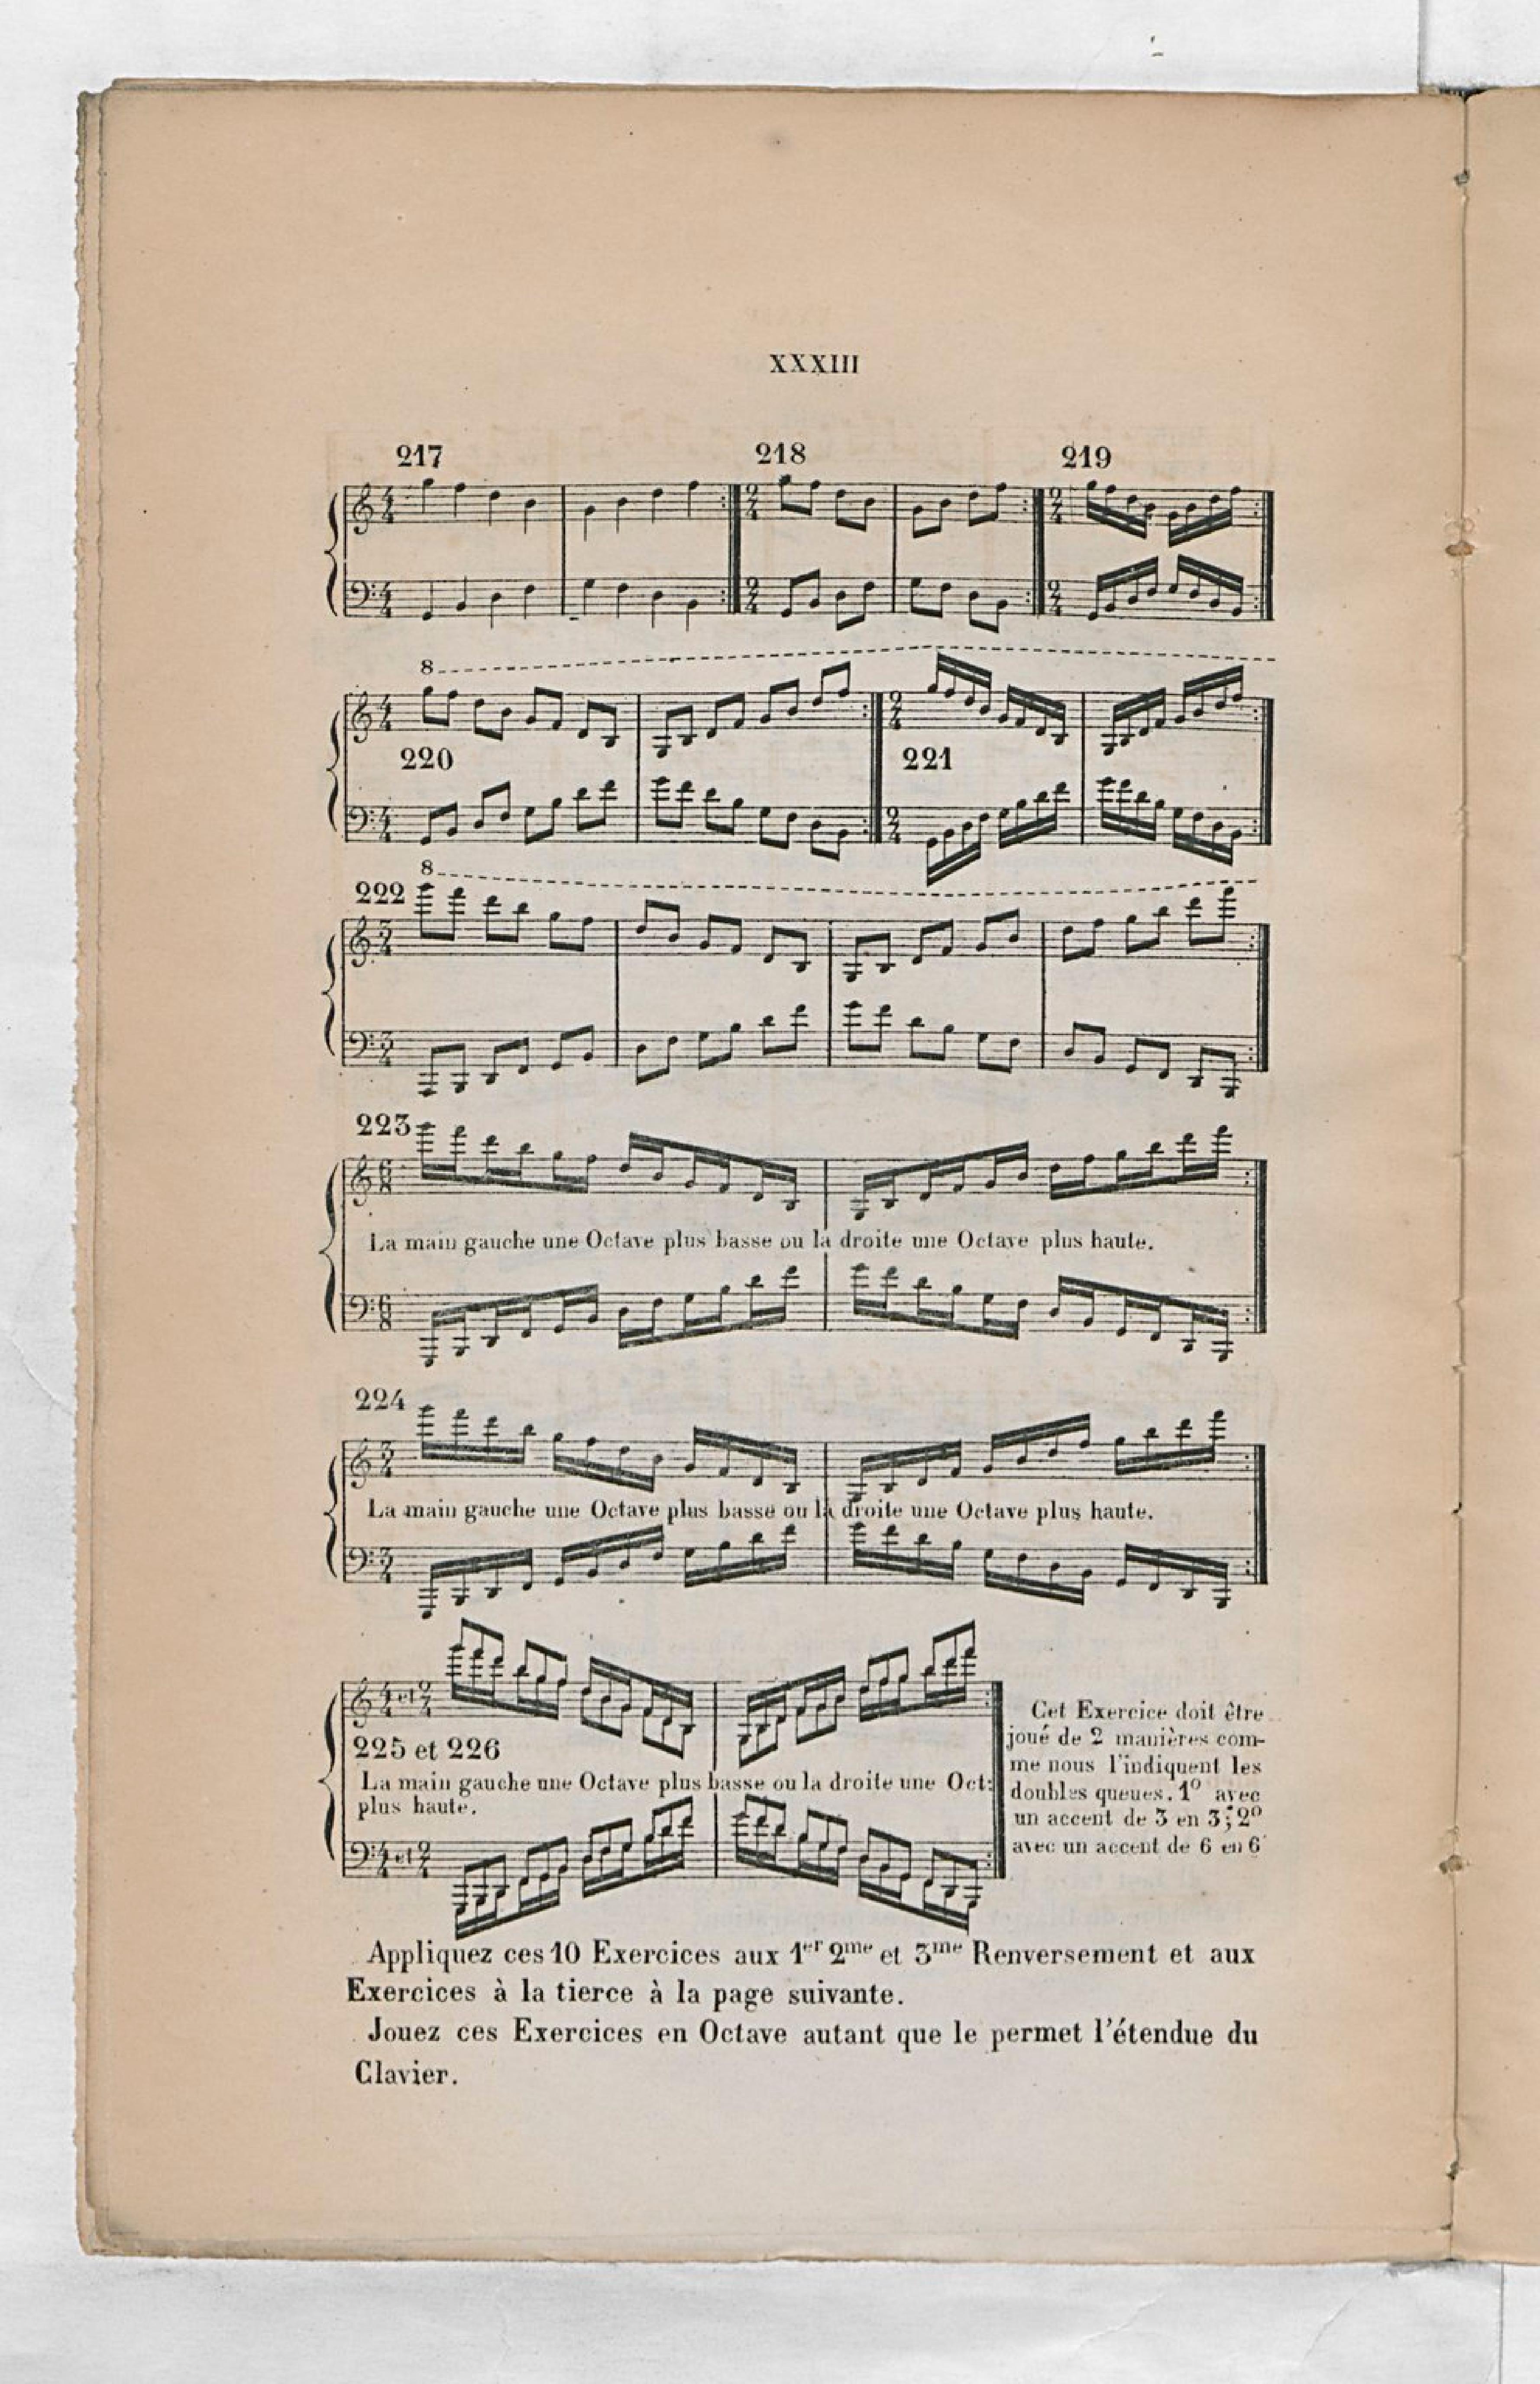 XXXIII
217 218 219
8
220 221
8
222
223
La main gauche une Octave plus basse ou la droite une Octave plus haute.
224
La main gauche une Octave plus basse ou la droite une Octave plus haute.
225 et 226
La main gauche une Octave plus basse ou la droite une Oct:
plus haute.
Cet Exercice doit être
joué de 2 manières com-
me nous l'indiquent les
doubles queues. 1º avec
un accent de 3 en 3; 2º
avec un accent de 6 en 6
Appliquez ces 10 Exercices aux 1er 2me et 3me Renversement et aux
Exercices à la tierce à la page suivante.
Jouez ces Exercices en Octave autant que le permet l'étendue du
Clavier.